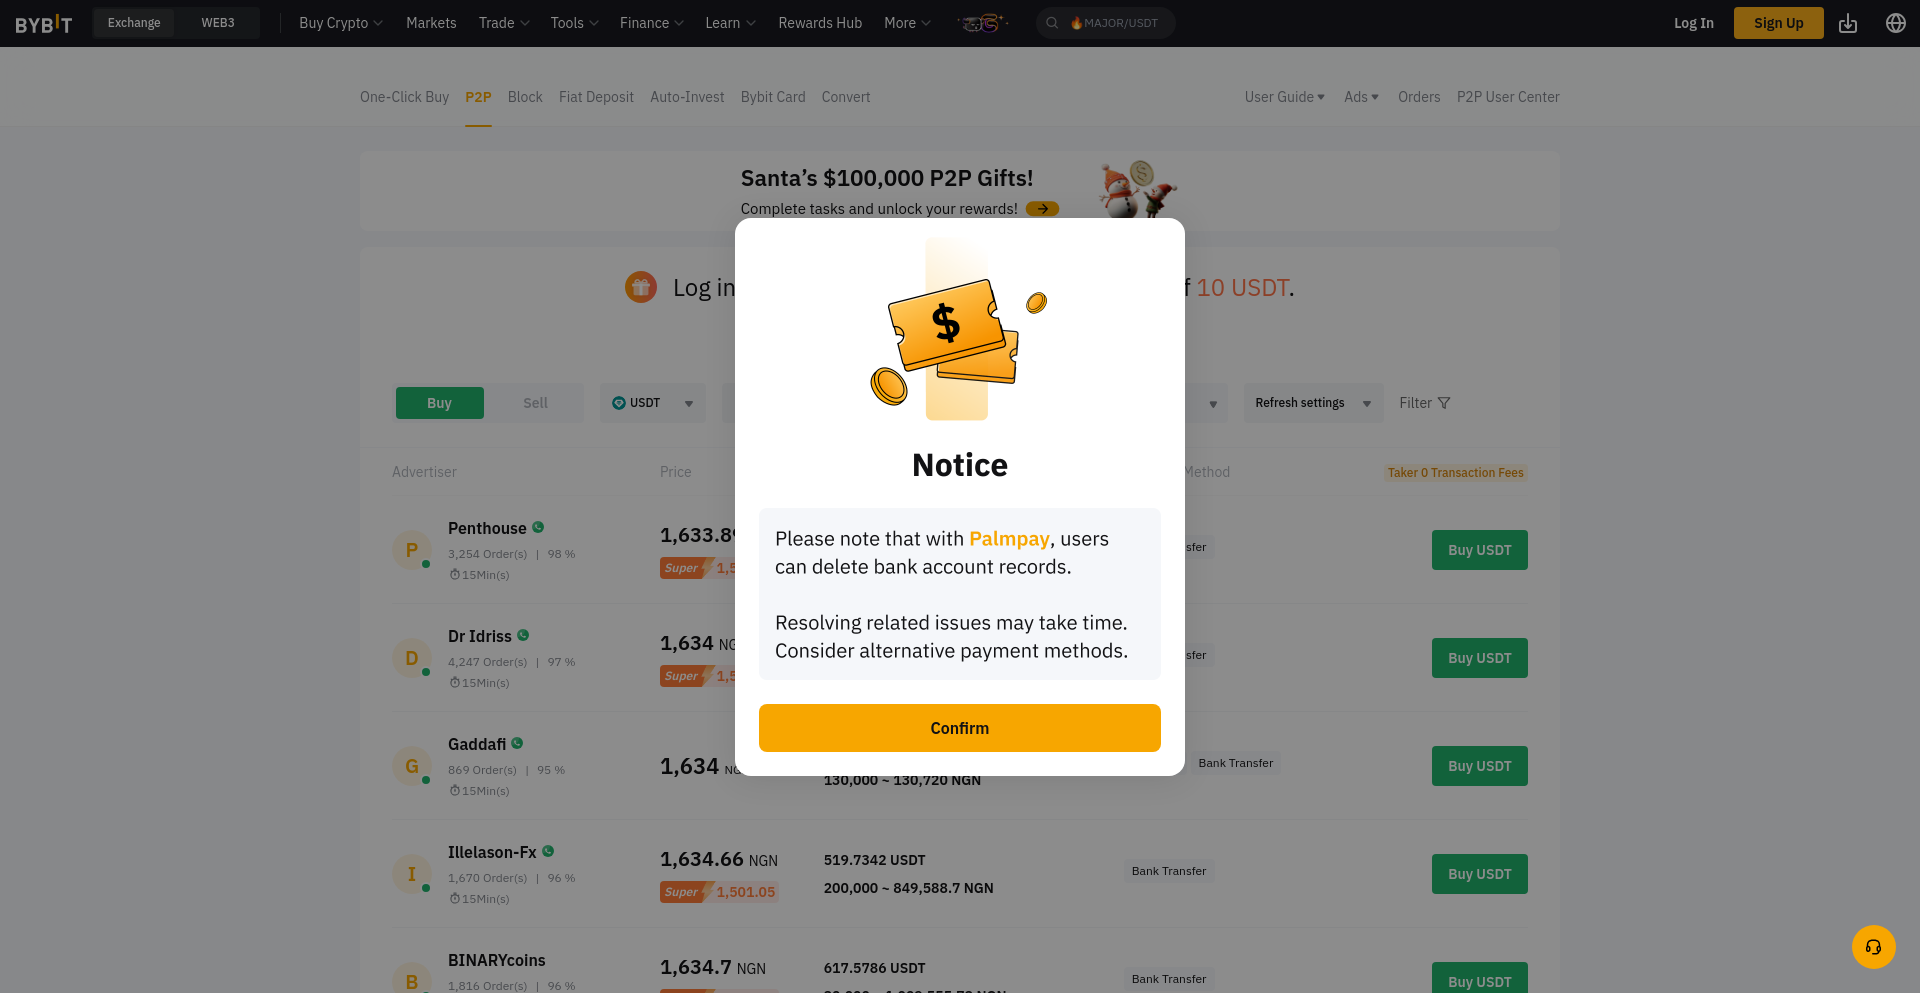 BYBIT
Exchange
WEB3
Buy Crypto
Markets
Trade
Tools
Finance
Learn
Rewards Hub
More
MAJOR/USDT
Log In
Sign Up
One-Click Buy
P2P
Block
Fiat Deposit
Auto-Invest
Bybit Card
Convert
User Guide
Ads
Orders
P2P User Center
Santa's $100,000 P2P Gifts!
Complete tasks and unlock your rewards!
Log in
10 USDT.
Buy
Sell
USDT
Refresh settings
Filter
Advertiser
Price
Method
Taker 0 Transaction Fees
Penthouse
3,254 Order(s) | 98 %
15Min(s)
1,633.8
Super
Buy USDT
Dr Idriss
4,247 Order(s) | 97 %
15Min(s)
1,634
Super
Buy USDT
Gaddafi
869 Order(s) | 95 %
15Min(s)
1,634
130,000 ~ 130,720 NGN
Bank Transfer
Buy USDT
Illelason-Fx
1,670 Order(s) | 96 %
15Min(s)
1,634.66 NGN
Super 1,501.05
519.7342 USDT
200,000 ~ 849,588.7 NGN
Bank Transfer
Buy USDT
BINARYcoins
B
1,816 Order(s) | 96 %
1,634.7 NGN
617.5786 USDT
Bank Transfer
Buy USDT
P
D
G
I
$
Notice
Please note that with Palmpay, users
can delete bank account records.
Resolving related issues may take time.
Consider alternative payment methods.
Confirm